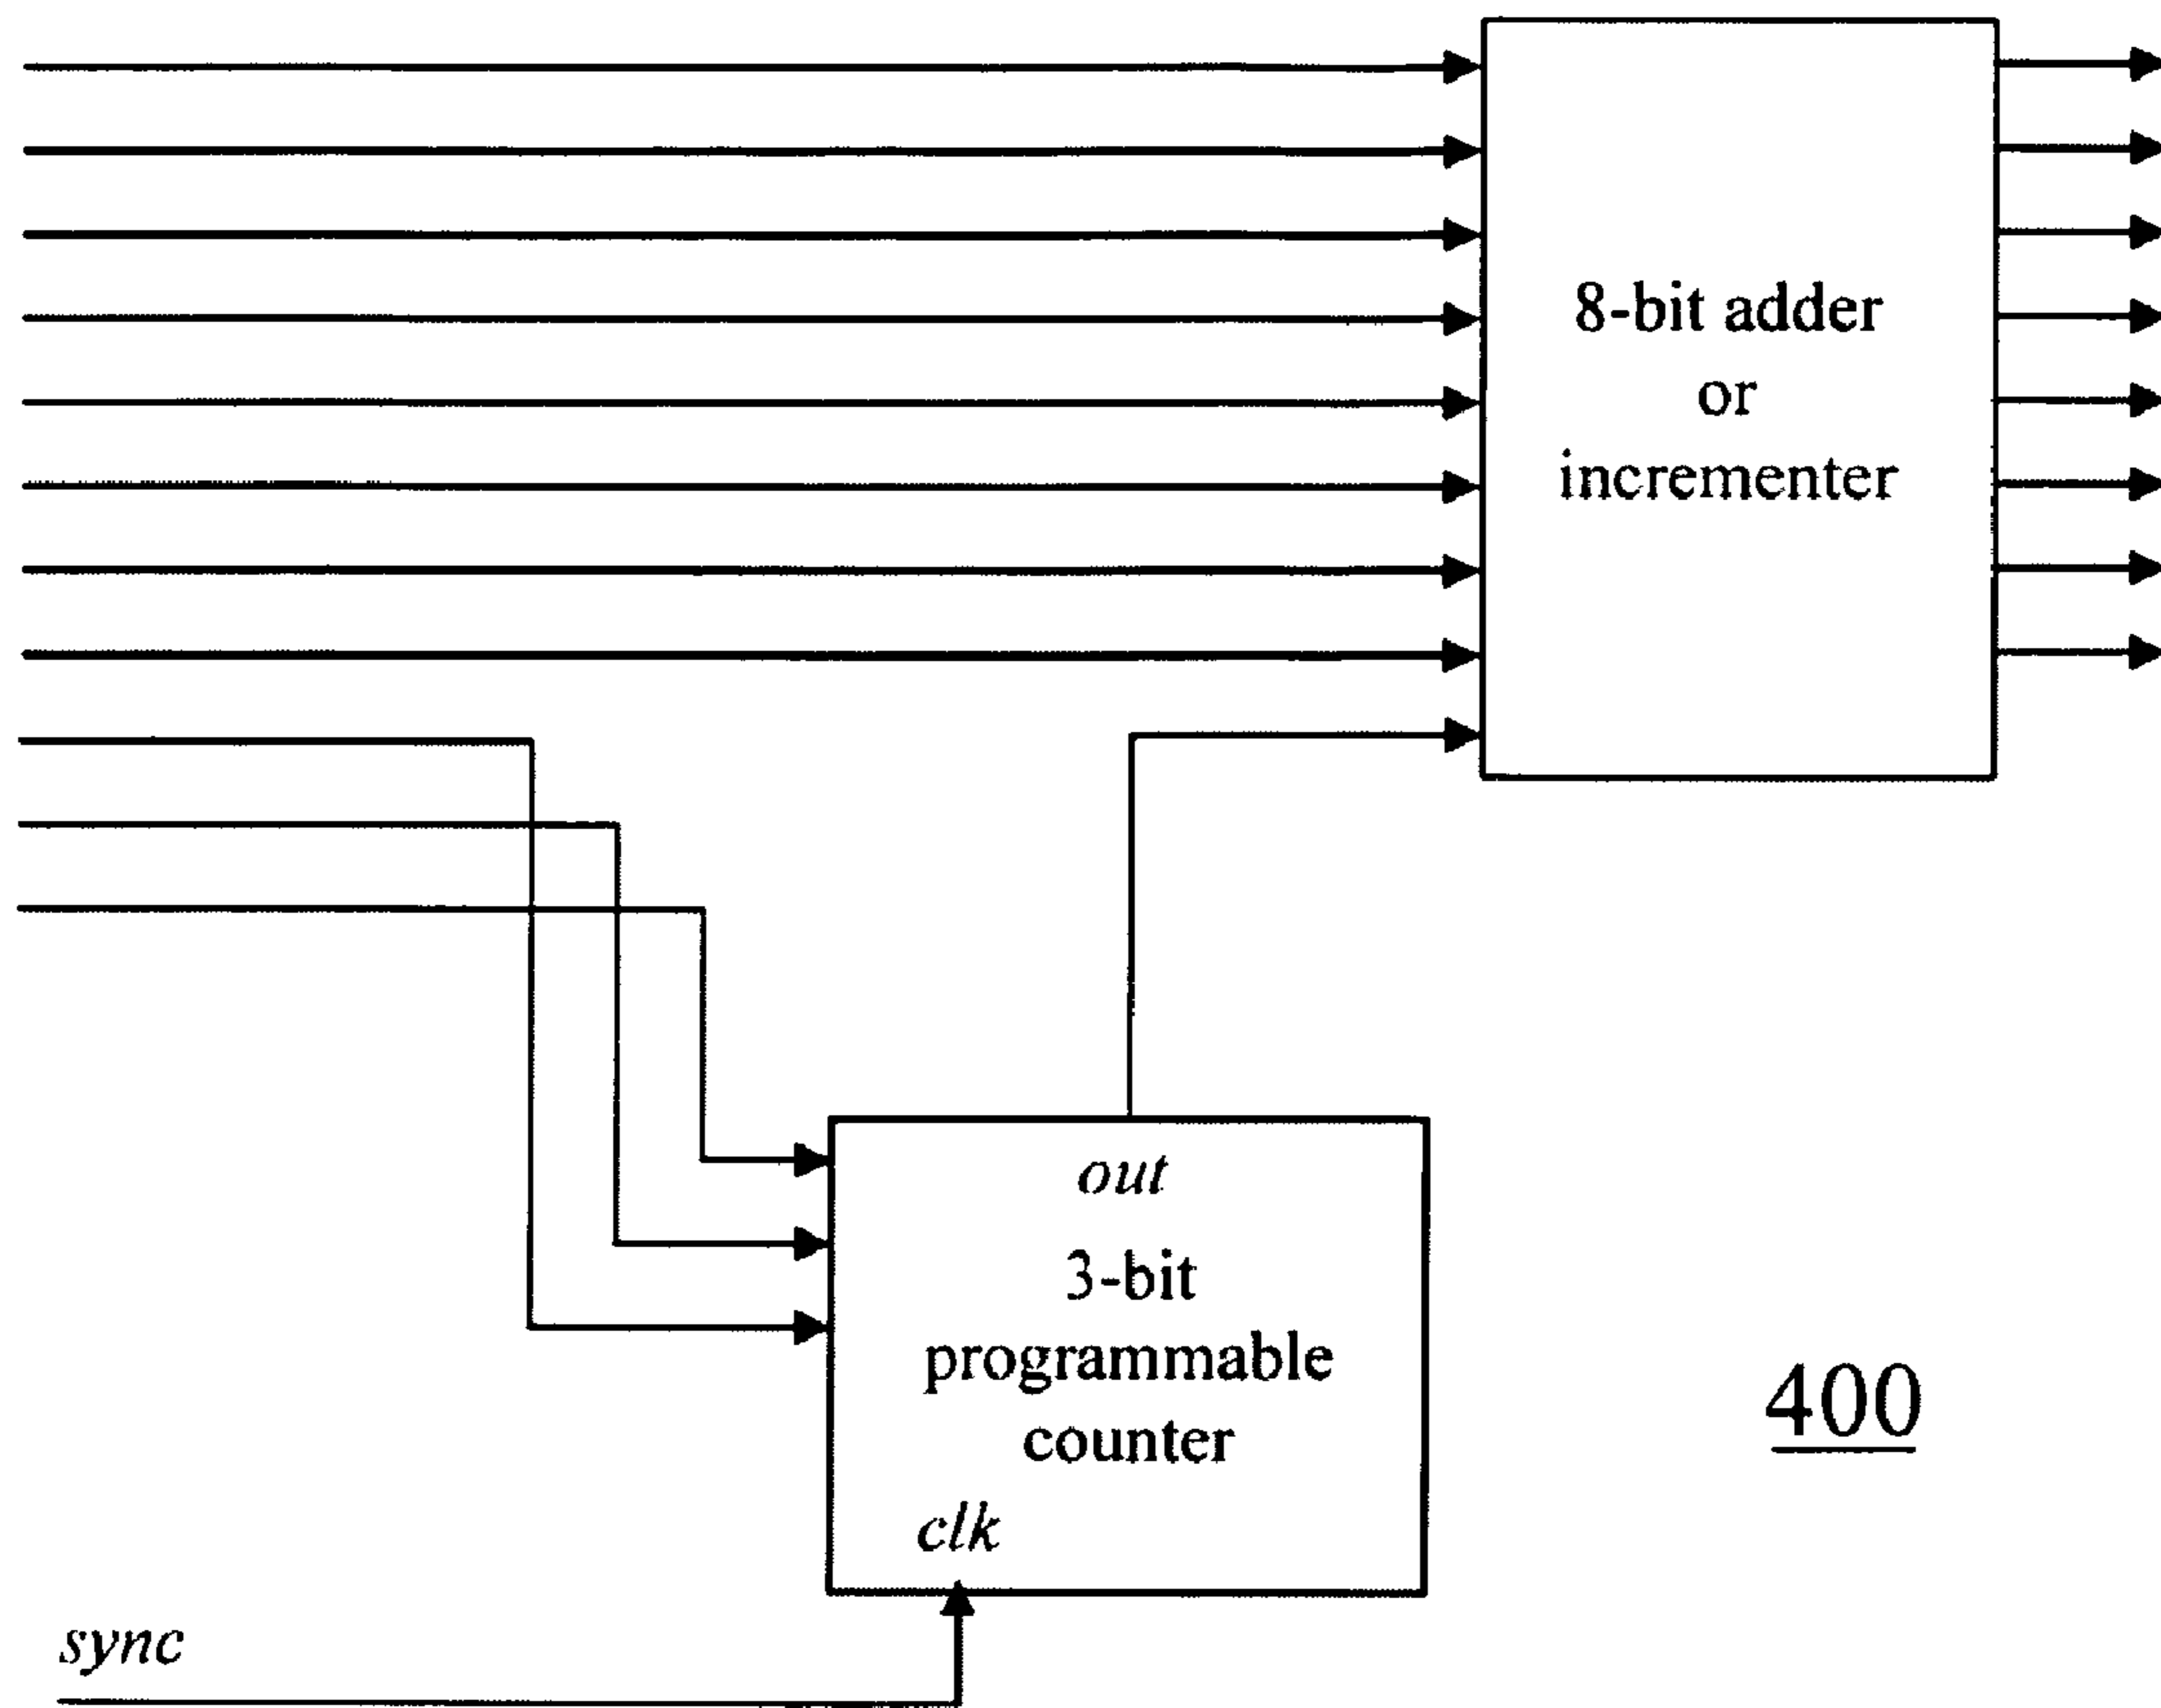 8-bit adder
or
incrementer
out
3-bit
programmable
counter
clk
400
sync